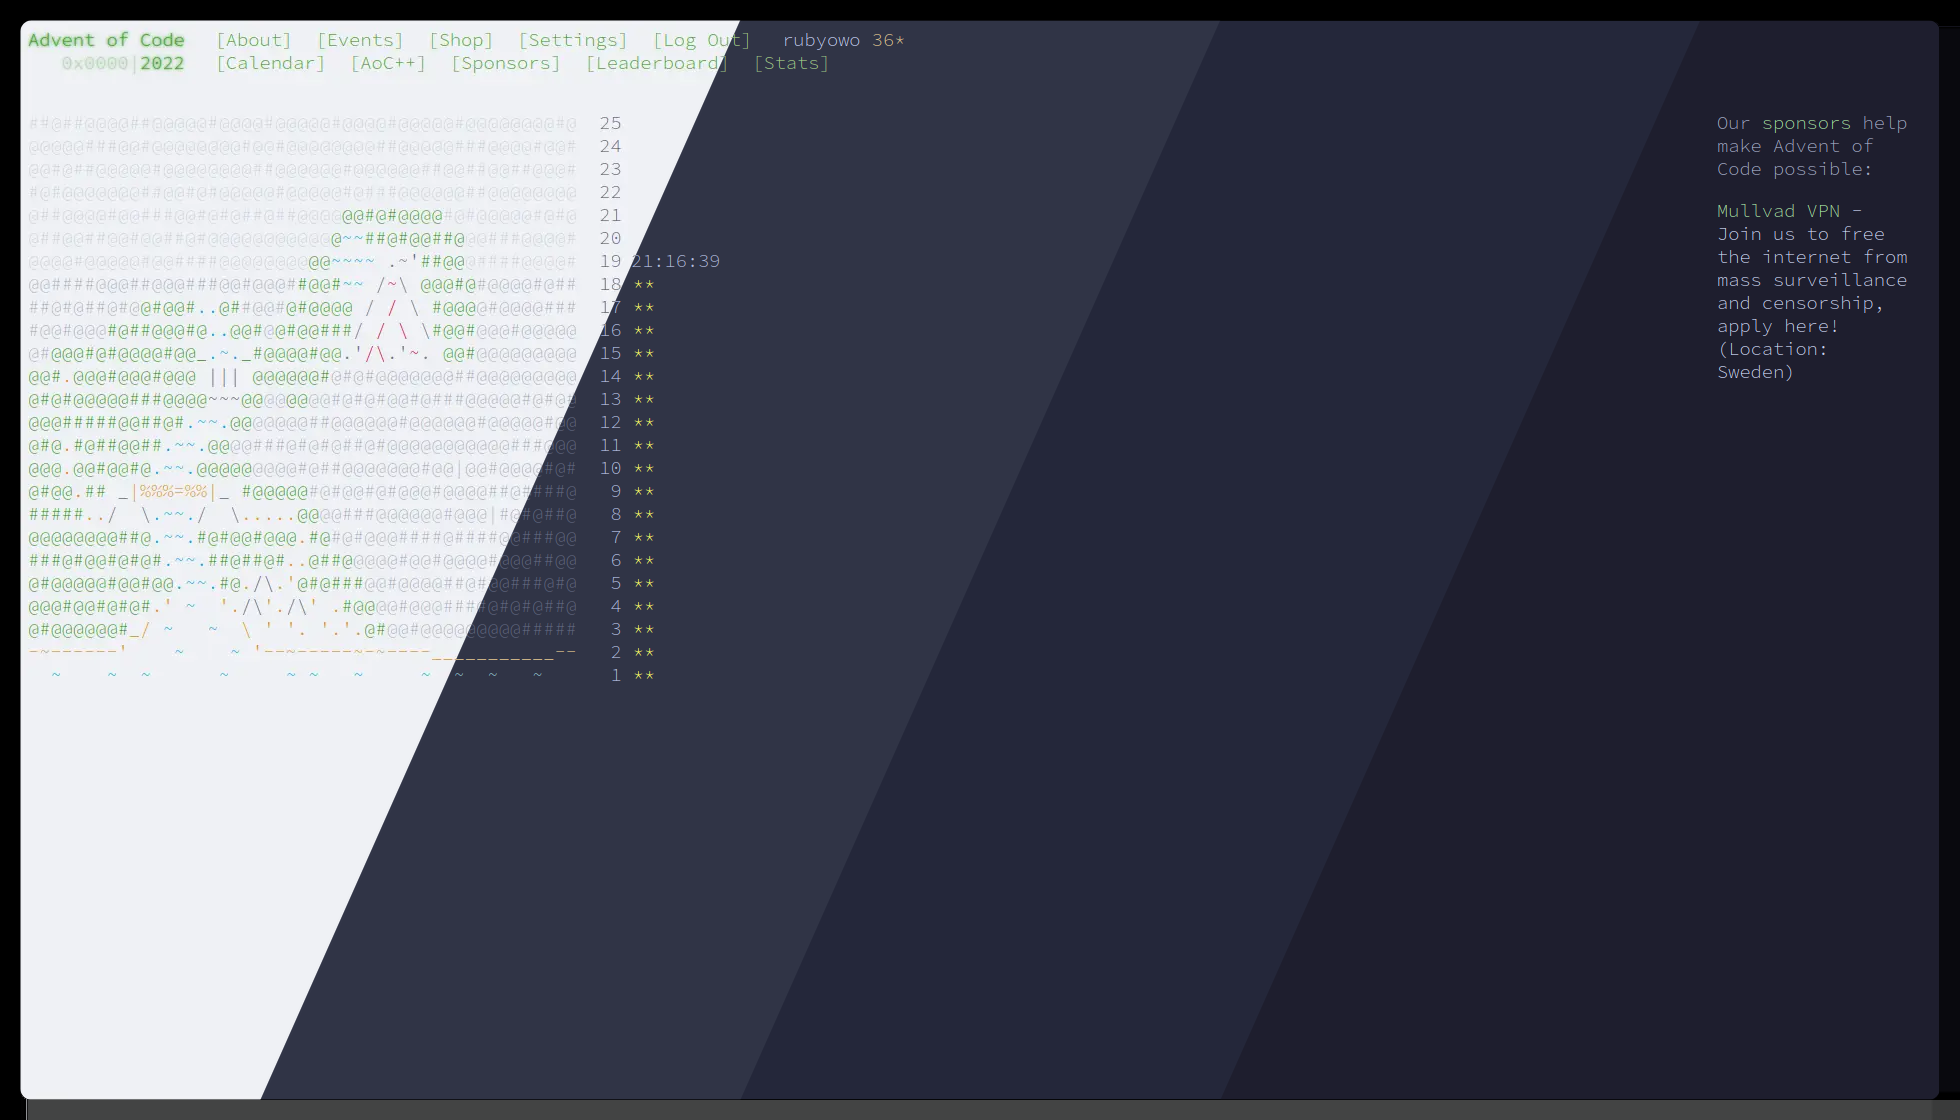 Advent of Code [About] [Events] [Shop] [Settings] [Log Out] rubyowo 36*
0x0000|2022 [Calendar] [AoC++] [Sponsors] [Leaderboard] [Stats]
25
24
23
22
21
20
19 21:16:39
18 **
17 **
16 **
15 **
14 **
13 **
12 **
11 **
10 **
9 **
8 **
7 **
6 **
5 **
4 **
3 **
2 **
1 **
Our sponsors help
make Advent of
Code possible:
Mullvad VPN -
Join us to free
the internet from
mass surveillance
and censorship,
apply here!
(Location:
Sweden)